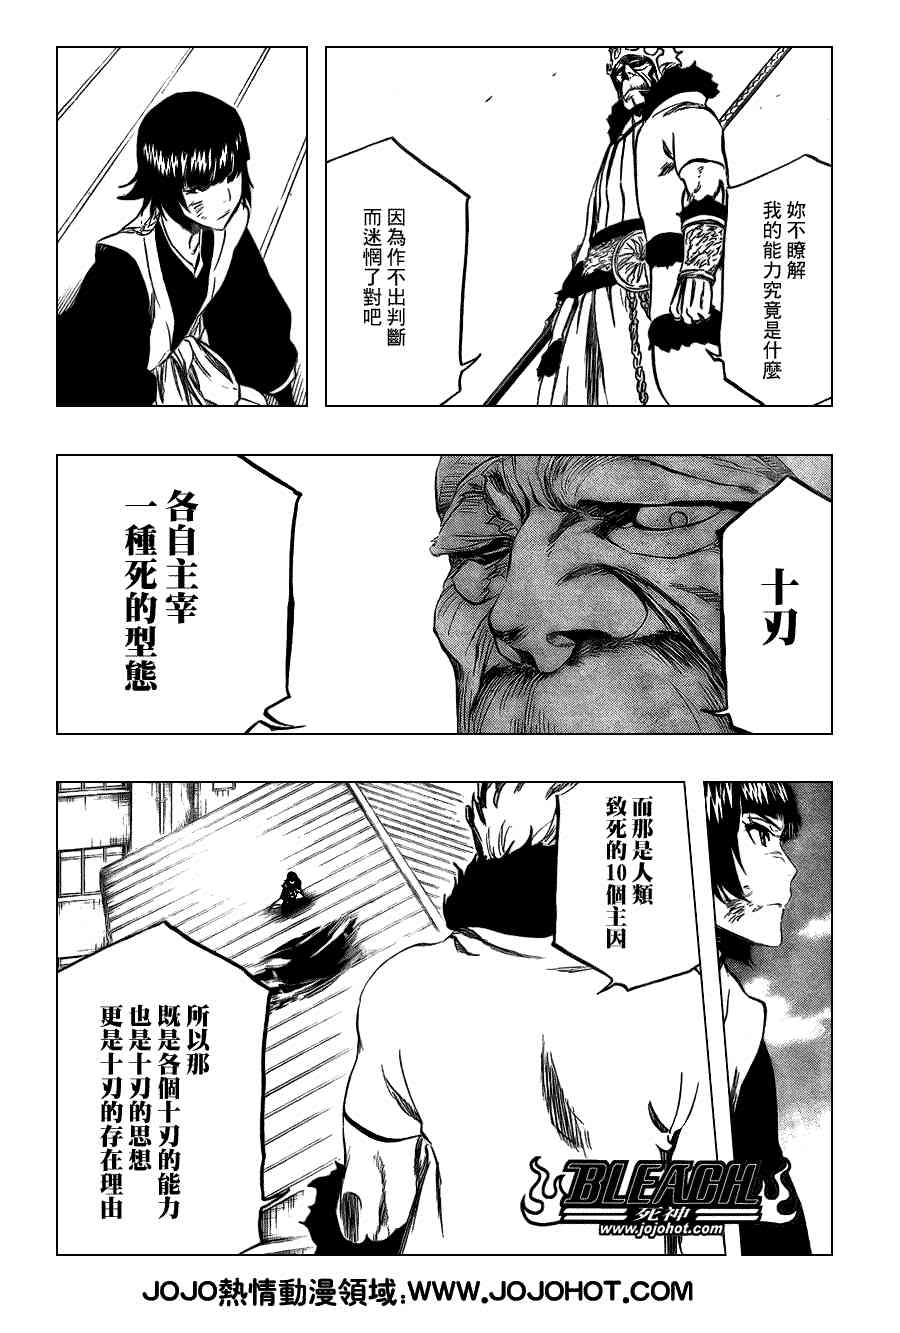 妳不瞭解
我的能力究竟是什麼
因為作不出判斷
而迷惘了對吧
十刃
各自主宰
一種死的型態
而那是人類
致死的10個主因
所以那
既是各個十刃的能力
也是十刃的思想
更是十刃的存在理由
BLEACH
死神
www.jojohot.com
JOJO熱情動漫領域:WWW.JOJOHOT.COM